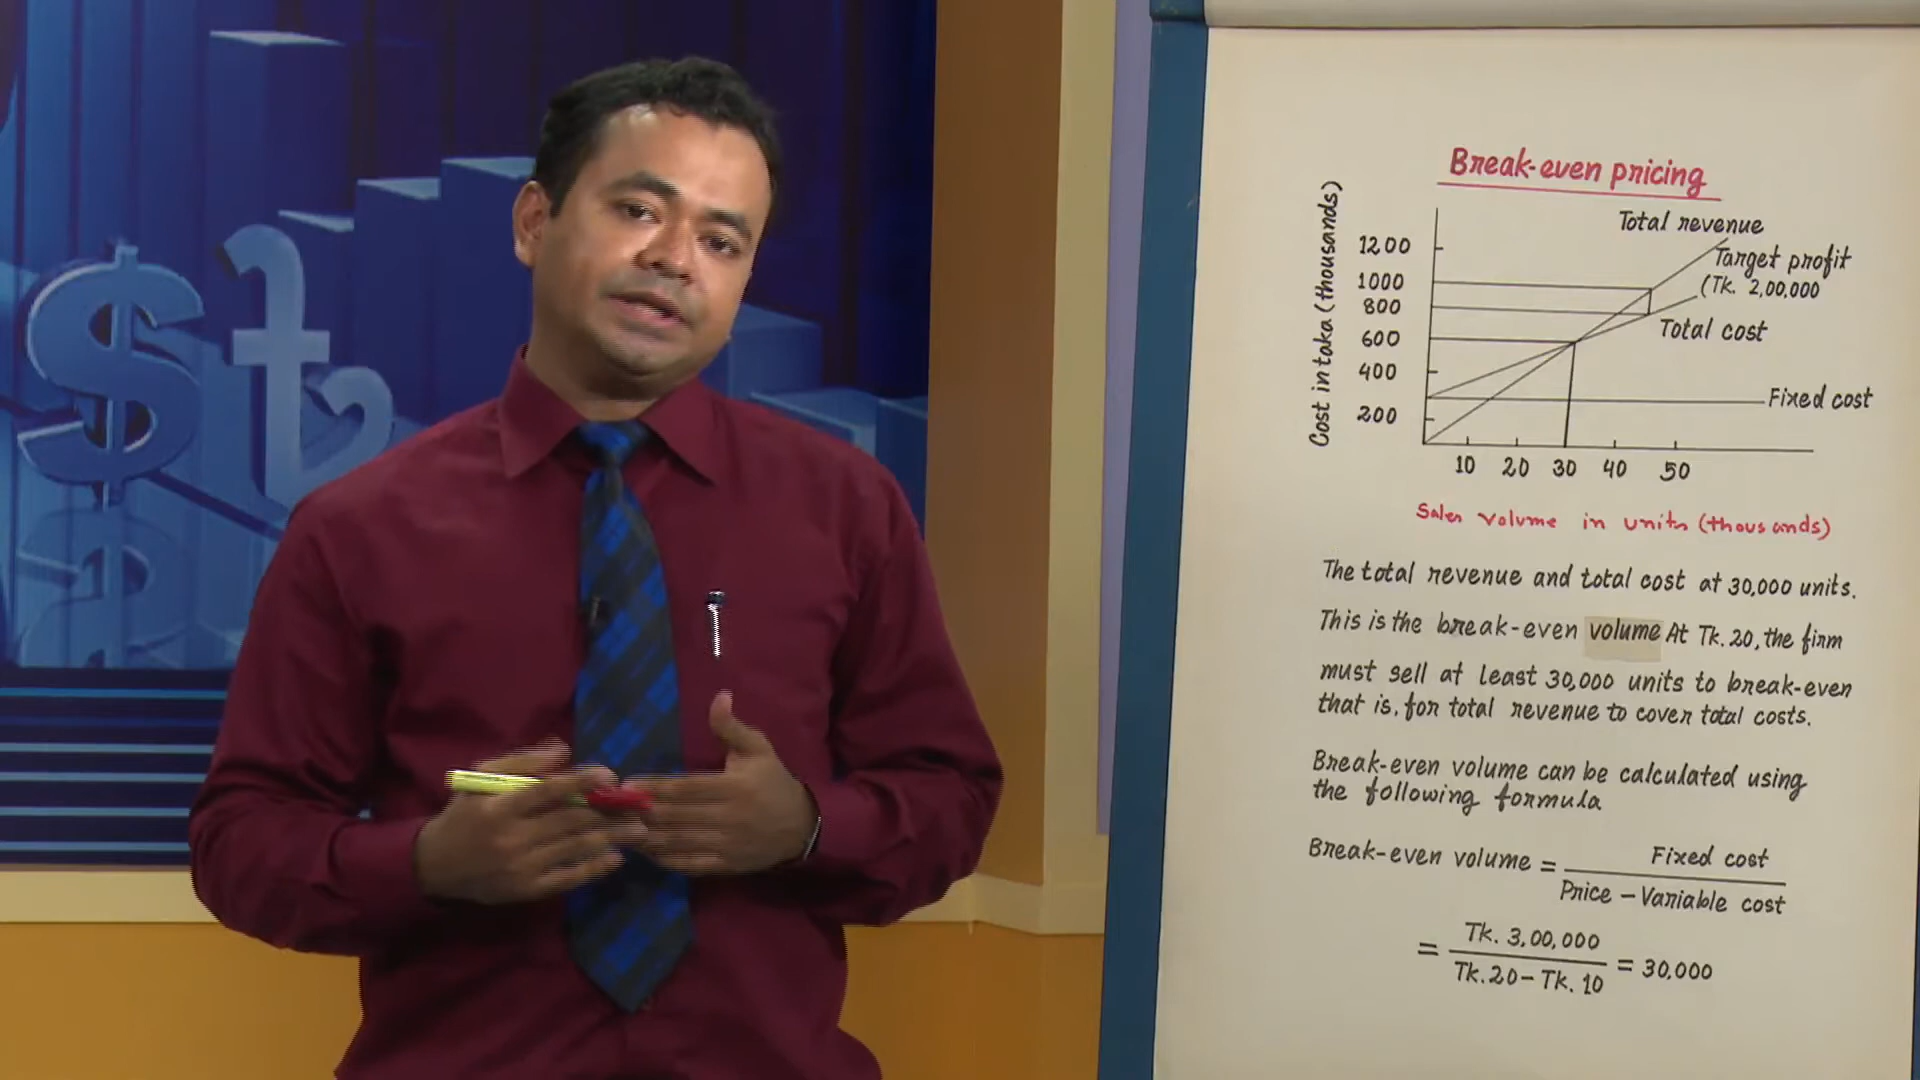 Break-even pricing
Cost in taka (thousands)
1200
1000
800
600
400
200
Total revenue
Target profit
(Tk. 2,00,000
Total cost
Fixed cost
10 20 30 40 50
Sales volume in units (thousands)
The total revenue and total cost at 30,000 units.
This is the break-even volume At Tk. 20, the firm
must sell at least 30,000 units to break-even
that is, for total revenue to cover total costs.
Break-even volume can be calculated using
the following formula
Break-even volume = Fixed cost
Price - Variable cost
= Tk. 3,00,000
Tk. 20 - Tk. 10 = 30,000
$ ৳